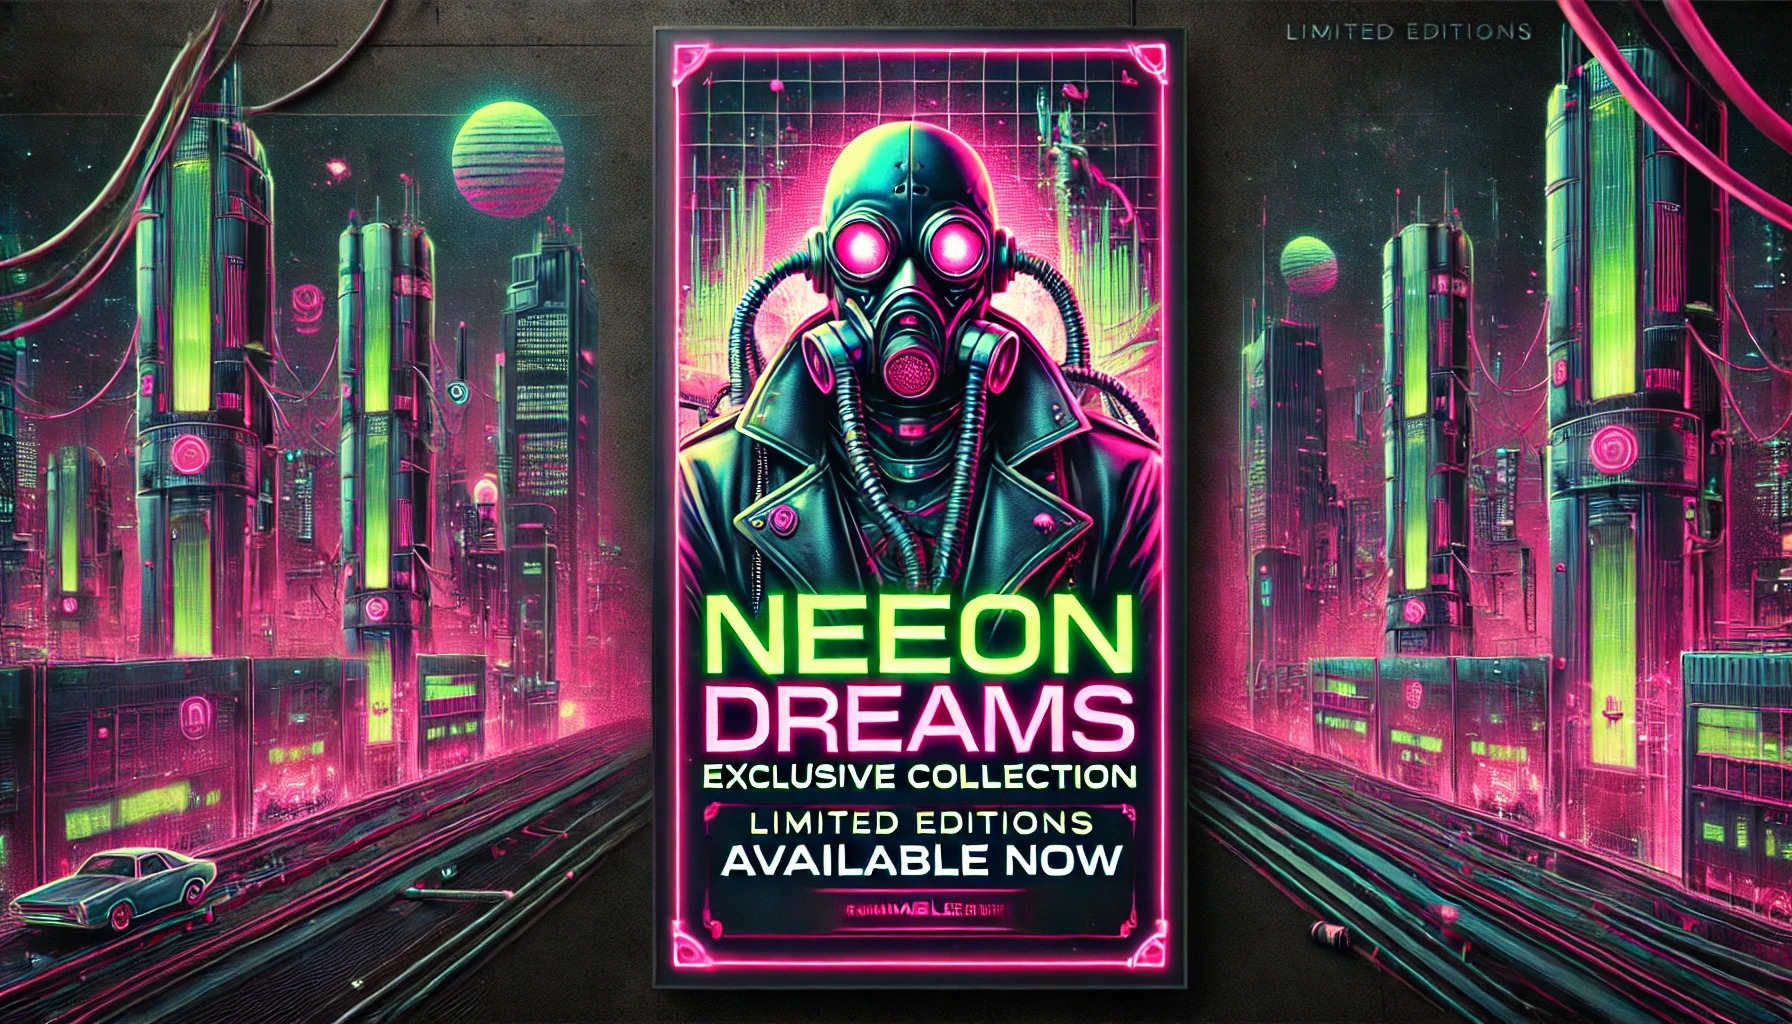 LIMITED EDITIONS
NEEON
DREAMS
EXCLUSIVE COLLECTION
LIMITED EDITIONS
AVAILABLE NOW